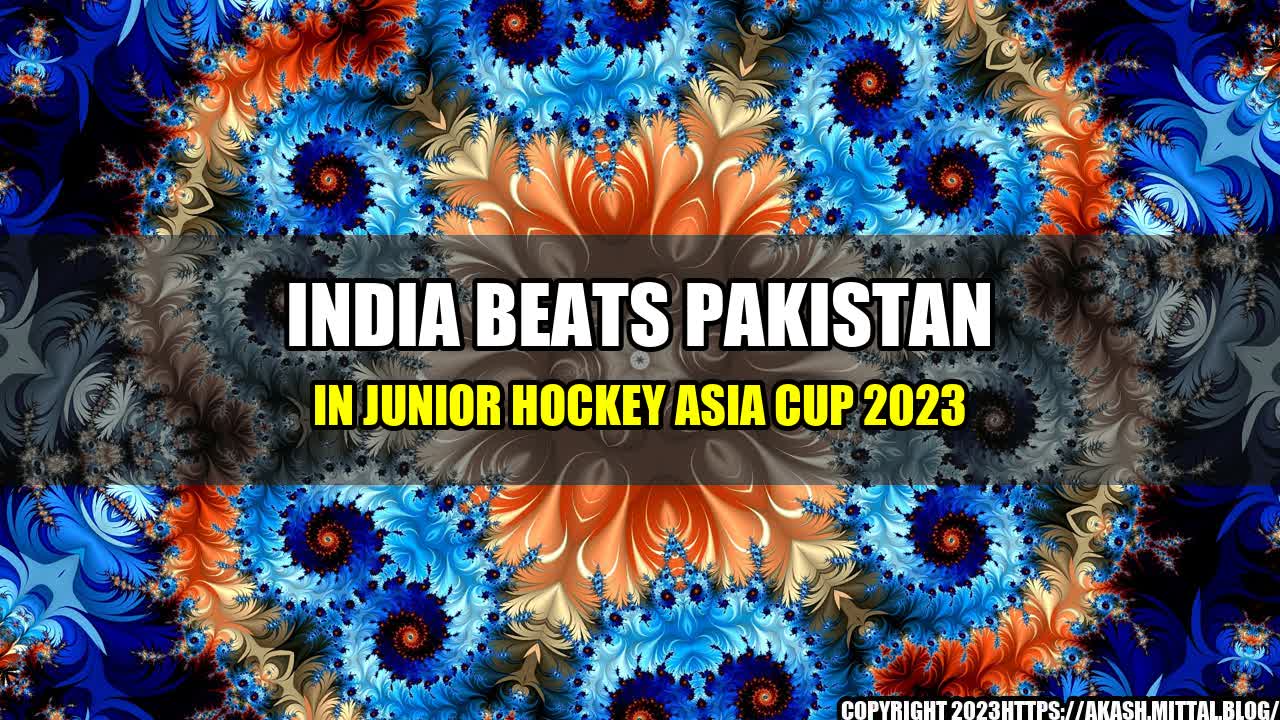 INDIA BEATS PAKISTAN
IN JUNIOR HOCKEY ASIA CUP 2023
COPYRIGHT 2023HTTPS://AKASH.MITTAL.BLOG/